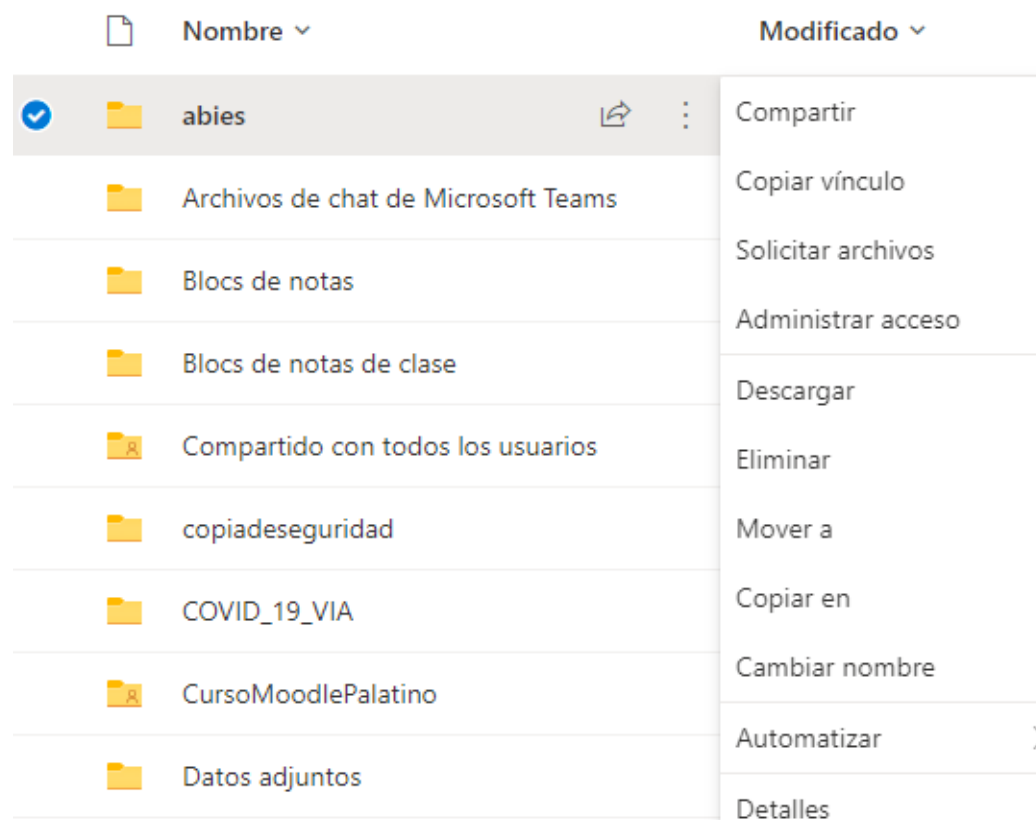 Nombre
Modificado
abies
Archivos de chat de Microsoft Teams
Blocs de notas
Blocs de notas de clase
Compartido con todos los usuarios
copiadeseguridad
COVID_19_VIA
CursoMoodlePalatino
Datos adjuntos
Compartir
Copiar vínculo
Solicitar archivos
Administrar acceso
Descargar
Eliminar
Mover a
Copiar en
Cambiar nombre
Automatizar
Detalles